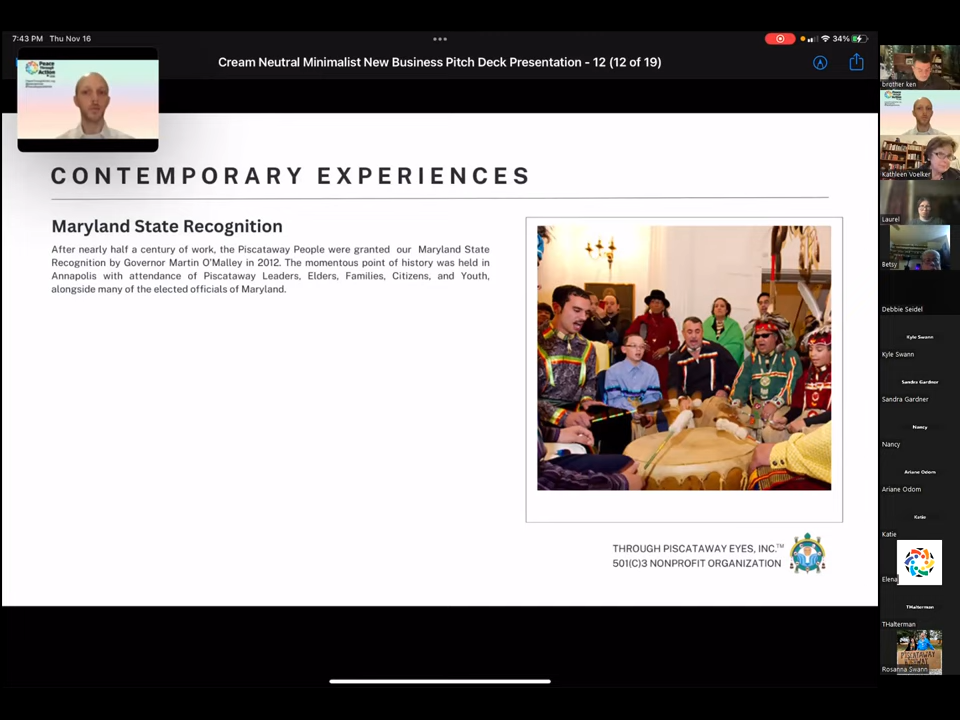 7:43 PM Thu Nov 16
34%
Cream Neutral Minimalist New Business Pitch Deck Presentation - 12 (12 of 19)
Peace
Through
Action
CONTEMPORARY EXPERIENCES
Maryland State Recognition
After nearly half a century of work, the Piscataway People were granted our Maryland State
Recognition by Governor Martin O'Malley in 2012. The momentous point of history was held in
Annapolis with attendance of Piscataway Leaders, Elders, Families, Citizens, and Youth,
alongside many of the elected officials of Maryland.
THROUGH PISCATAWAY EYES, INC.™
501(C)3 NONPROFIT ORGANIZATION
brother ken
Kathleen Voelker
Laurel
Betsy
Debbie Seidel
Kyle Swann
Kyle Swann
Sandra Gardner
Sandra Gardner
Nancy
Nancy
Ariane Odom
Ariane Odom
Katie
Katie
Elena
THalterman
THalterman
PISCATAWAY
Rosanna Swann